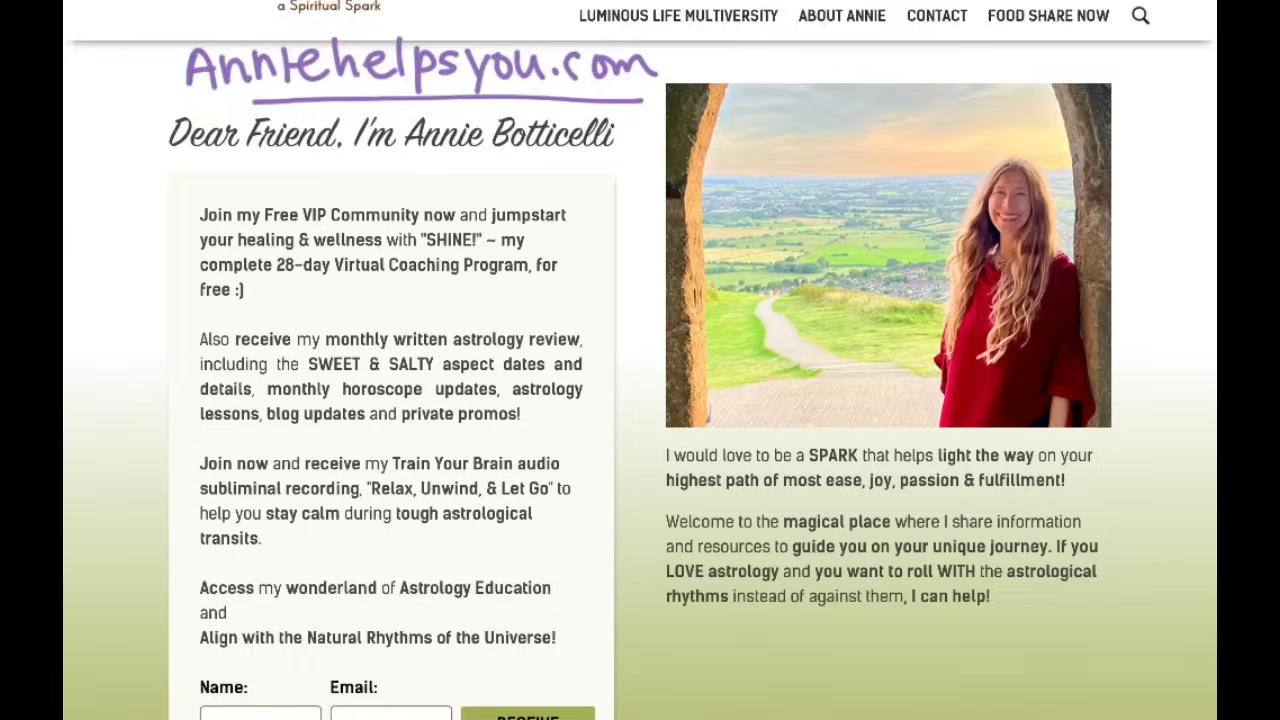 a Spiritual Spark
LUMINOUS LIFE MULTIVERSITY ABOUT ANNIE CONTACT FOOD SHARE NOW
Anniehelpsyou.com
Dear Friend, I'm Annie Botticelli
Join my Free VIP Community now and jumpstart
your healing & wellness with "SHINE!" ~ my
complete 28-day Virtual Coaching Program, for
free :)
Also receive my monthly written astrology review,
including the SWEET & SALTY aspect dates and
details, monthly horoscope updates, astrology
lessons, blog updates and private promos!
Join now and receive my Train Your Brain audio
subliminal recording, "Relax, Unwind, & Let Go" to
help you stay calm during tough astrological
transits.
Access my wonderland of Astrology Education
and
Align with the Natural Rhythms of the Universe!
Name: Email:
RECEIVE
I would love to be a SPARK that helps light the way on your
highest path of most ease, joy, passion & fulfillment!
Welcome to the magical place where I share information
and resources to guide you on your unique journey. If you
LOVE astrology and you want to roll WITH the astrological
rhythms instead of against them, I can help!